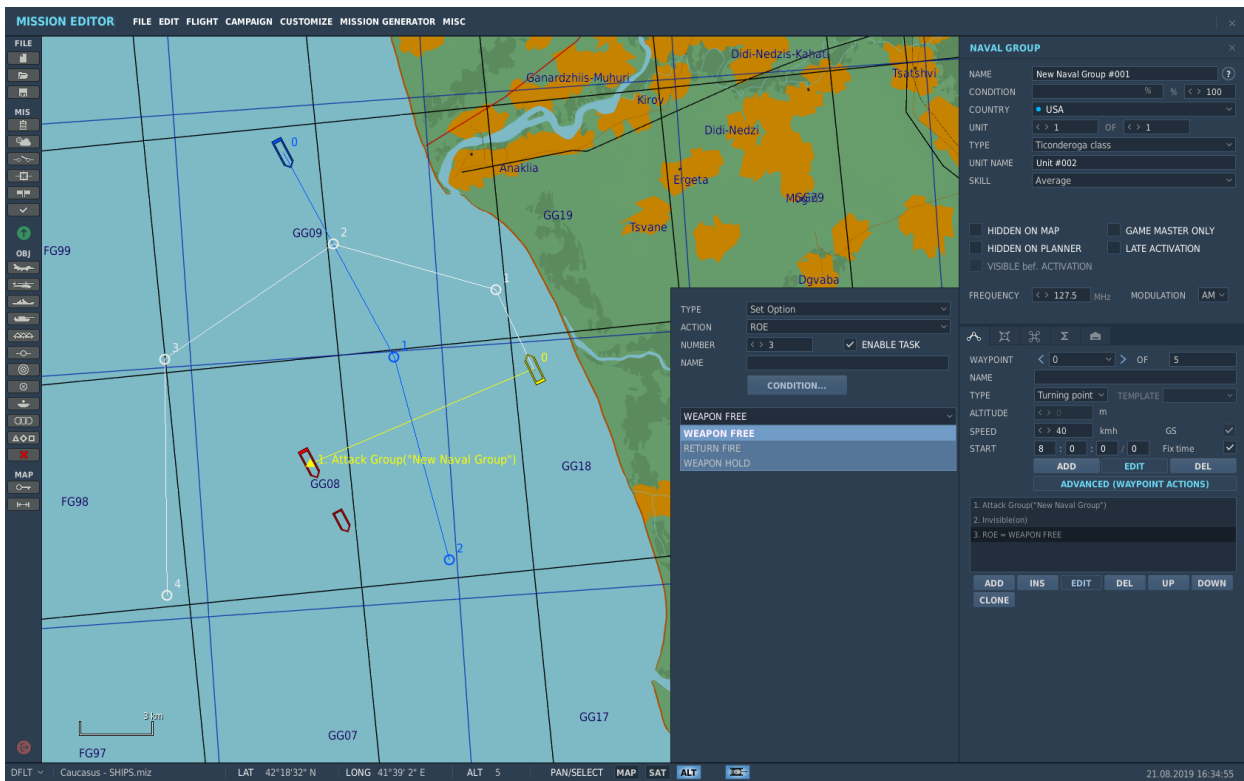 MISSION EDITOR FILE EDIT FLIGHT CAMPAIGN CUSTOMIZE MISSION GENERATOR MISC
FILE
MIS
OBJ
MAP
Didi-Nedzis-Kahati
Ganardzhiis-Muhuri
Tsatshvi
Kirov
Didi-Nedzi
Anaklia
Ergeta
GG29
GG19
Tsvane
GG09
FG99
Dgvaba
0
2
1
3
1
0
1. Attack Group("New Naval Group")
GG08
GG18
FG98
2
4
3 km
GG17
GG07
FG97
TYPE Set Option
ACTION ROE
NUMBER < > 3 ENABLE TASK
NAME
CONDITION...
WEAPON FREE
WEAPON FREE
RETURN FIRE
WEAPON HOLD
NAVAL GROUP
NAME New Naval Group #001 ?
CONDITION % % < > 100
COUNTRY USA
UNIT < > 1 OF < > 1
TYPE Ticonderoga class
UNIT NAME Unit #002
SKILL Average
HIDDEN ON MAP GAME MASTER ONLY
HIDDEN ON PLANNER LATE ACTIVATION
VISIBLE bef. ACTIVATION
FREQUENCY < > 127.5 MHz MODULATION AM
WAYPOINT < 0 > OF 5
NAME
TYPE Turning point TEMPLATE
ALTITUDE < > 0 m
SPEED < > 40 kmh GS
START 8 : 0 : 0 / 0 Fix time
ADD EDIT DEL
ADVANCED (WAYPOINT ACTIONS)
1. Attack Group("New Naval Group")
2. Invisible(on)
3. ROE = WEAPON FREE
ADD INS EDIT DEL UP DOWN
CLONE
DFLT Caucasus - SHIPS.miz LAT 42°18'32" N LONG 41°39' 2" E ALT 5 PAN/SELECT MAP SAT ALT 21.08.2019 16:34:55